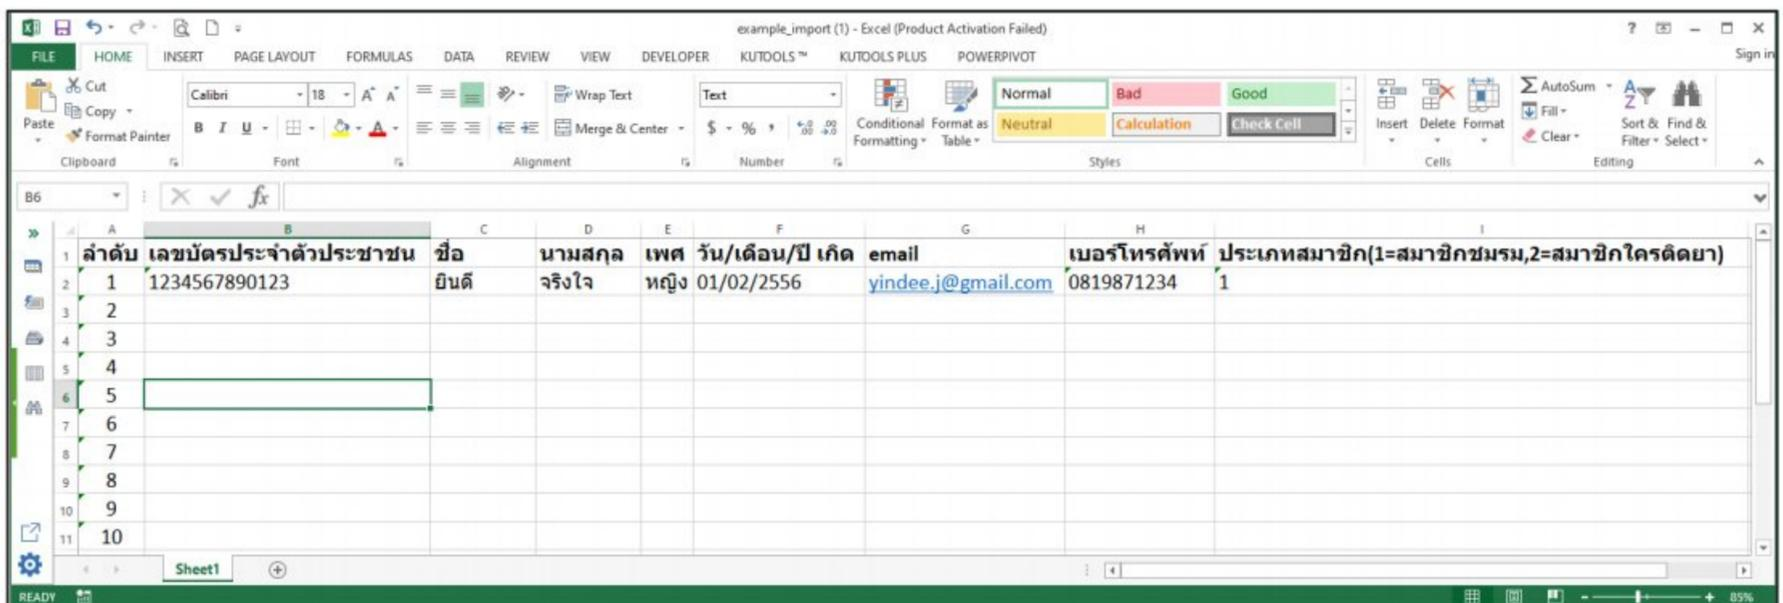 example_import (1) - Excel (Product Activation Failed)
FILE HOME INSERT PAGE LAYOUT FORMULAS DATA REVIEW VIEW DEVELOPER KUTOOLS ™ KUTOOLS PLUS POWERPIVOT Sign in
Cut
Calibri 18 Wrap Text Text Normal Bad Good AutoSum
Copy Fill
Paste Format Painter B I U Merge & Center $ % , Conditional Formatting Format as Table Neutral Calculation Check Cell Insert Delete Format Clear Sort & Filter Find & Select
Clipboard Font Alignment Number Styles Cells Editing
B6 fx
A B C D E F G H I
1 ลำดับ เลขบัตรประจำตัวประชาชน ชื่อ นามสกุล เพศ วัน/เดือน/ปี เกิด email เบอร์โทรศัพท์ ประเภทสมาชิก(1=สมาชิกชมรม,2=สมาชิกใครติดยา)
2 1 1234567890123 ยินดี จริงใจ หญิง 01/02/2556 yindee.j@gmail.com 0819871234 1
3 2
4 3
5 4
6 5
7 6
8 7
9 8
10 9
11 10
Sheet1
READY 85%